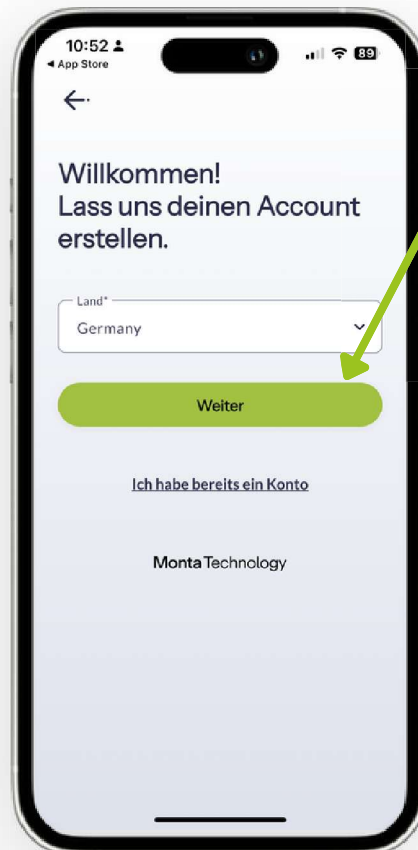 10:52
89
App Store
Willkommen!
Lass uns deinen Account
erstellen.
Land*
Germany
Weiter
Ich habe bereits ein Konto
Monta Technology